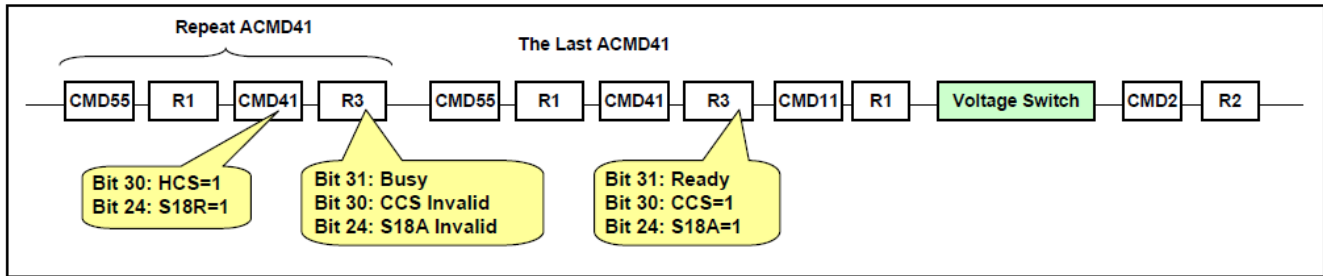 Repeat ACMD41
The Last ACMD41
CMD55 R1 CMD41 R3 CMD55 R1 CMD41 R3 CMD11 R1 Voltage Switch CMD2 R2
Bit 30: HCS=1
Bit 24: S18R=1
Bit 31: Busy
Bit 30: CCS Invalid
Bit 24: S18A Invalid
Bit 31: Ready
Bit 30: CCS=1
Bit 24: S18A=1